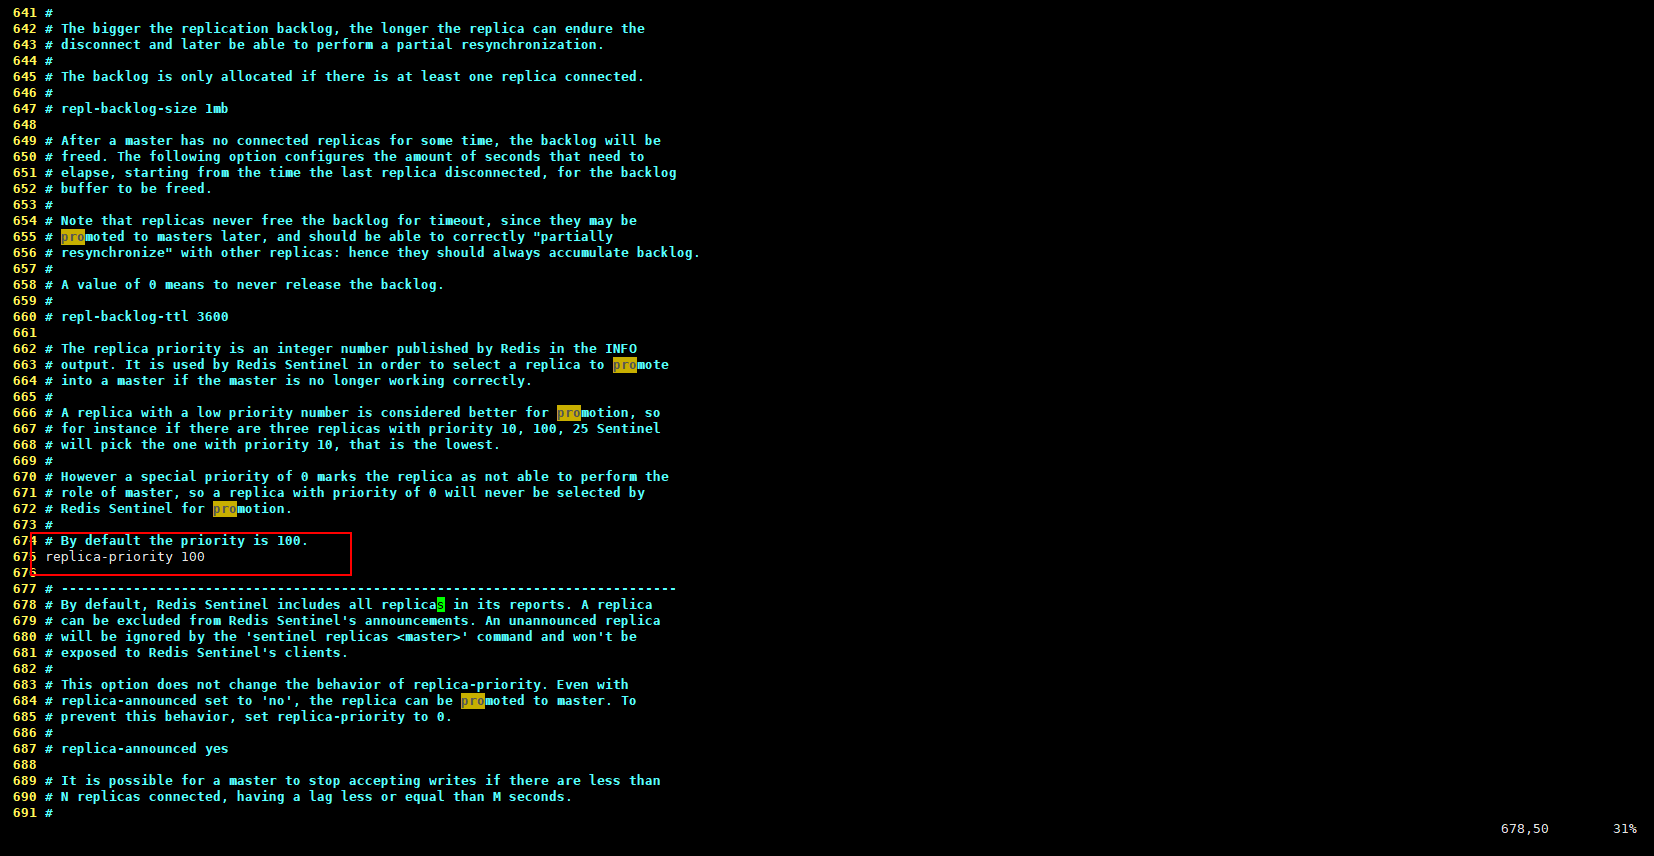 641 #
642 # The bigger the replication backlog, the longer the replica can endure the
643 # disconnect and later be able to perform a partial resynchronization.
644 #
645 # The backlog is only allocated if there is at least one replica connected.
646 #
647 # repl-backlog-size 1mb
648
649 # After a master has no connected replicas for some time, the backlog will be
650 # freed. The following option configures the amount of seconds that need to
651 # elapse, starting from the time the last replica disconnected, for the backlog
652 # buffer to be freed.
653 #
654 # Note that replicas never free the backlog for timeout, since they may be
655 # promoted to masters later, and should be able to correctly "partially
656 # resynchronize" with other replicas: hence they should always accumulate backlog.
657 #
658 # A value of 0 means to never release the backlog.
659 #
660 # repl-backlog-ttl 3600
661
662 # The replica priority is an integer number published by Redis in the INFO
663 # output. It is used by Redis Sentinel in order to select a replica to promote
664 # into a master if the master is no longer working correctly.
665 #
666 # A replica with a low priority number is considered better for promotion, so
667 # for instance if there are three replicas with priority 10, 100, 25 Sentinel
668 # will pick the one with priority 10, that is the lowest.
669 #
670 # However a special priority of 0 marks the replica as not able to perform the
671 # role of master, so a replica with priority of 0 will never be selected by
672 # Redis Sentinel for promotion.
673 #
674 # By default the priority is 100.
675 replica-priority 100
676
677 # -----------------------------------------------------------------------------
678 # By default, Redis Sentinel includes all replicas in its reports. A replica
679 # can be excluded from Redis Sentinel's announcements. An unannounced replica
680 # will be ignored by the 'sentinel replicas <master>' command and won't be
681 # exposed to Redis Sentinel's clients.
682 #
683 # This option does not change the behavior of replica-priority. Even with
684 # replica-announced set to 'no', the replica can be promoted to master. To
685 # prevent this behavior, set replica-priority to 0.
686 #
687 # replica-announced yes
688
689 # It is possible for a master to stop accepting writes if there are less than
690 # N replicas connected, having a lag less or equal than M seconds.
691 #
678,50 31%